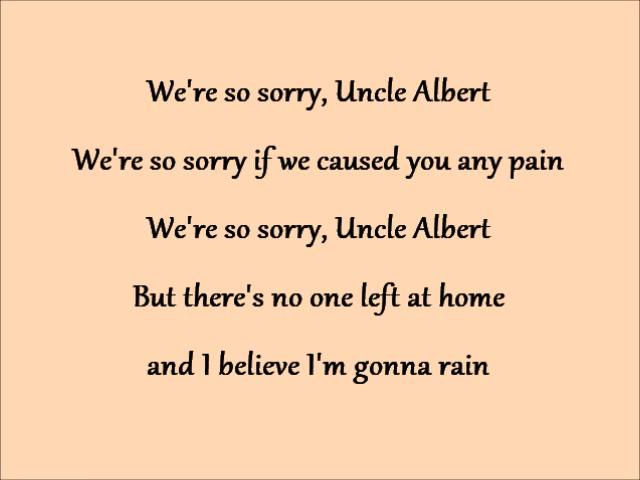 We're so sorry, Uncle Albert
We're so sorry if we caused you any pain
We're so sorry, Uncle Albert
But there's no one left at home
and I believe I'm gonna rain